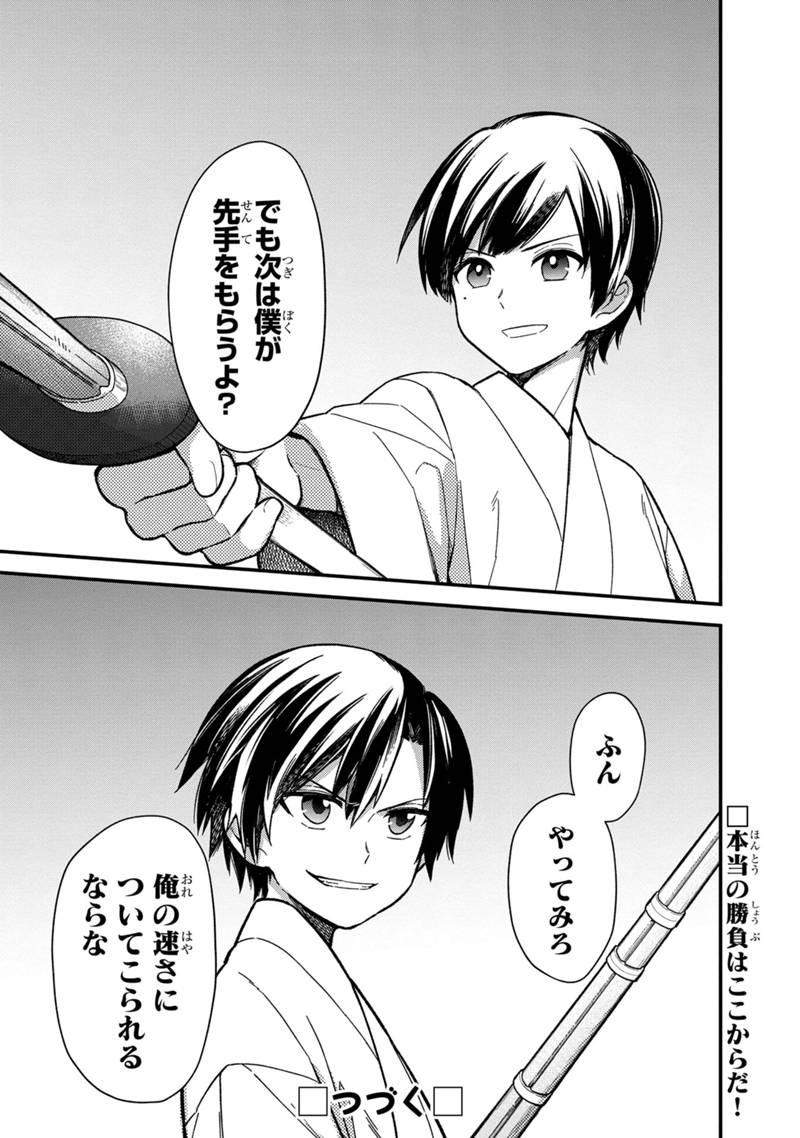 でも次は僕が
先手をもらうよ？
ふん
やってみろ
俺の速さに
ついてこられる
ならな
□つづく□
□本当の勝負はここからだ！